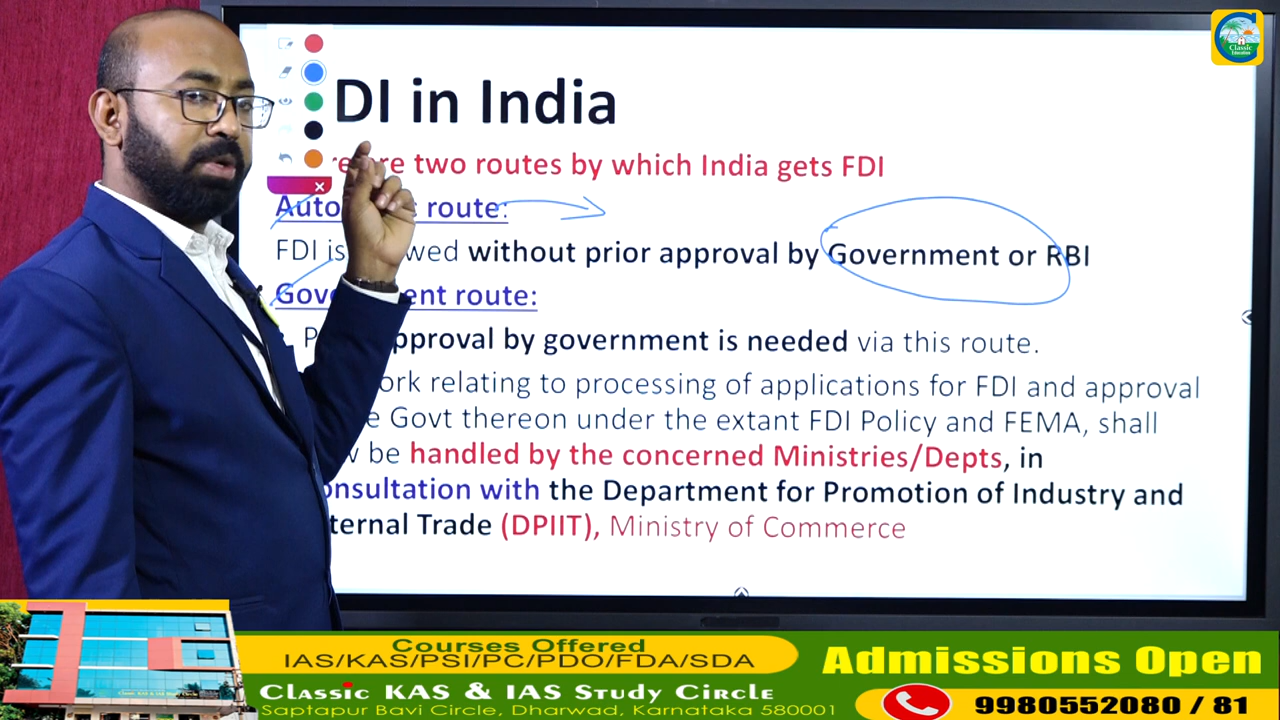 DI in India
re two routes by which India gets FDI
Auto route:
FDI is wed without prior approval by Government or RBI
Gov ent route:
P pproval by government is needed via this route.
ork relating to processing of applications for FDI and approval
e Govt thereon under the extant FDI Policy and FEMA, shall
w be handled by the concerned Ministries/Depts, in
onsultation with the Department for Promotion of Industry and
ternal Trade (DPIIT), Ministry of Commerce
Classic
Education
Courses Offered
IAS/KAS/PSI/PC/PDO/FDA/SDA
Classic KAS & IAS Study Circle
Saptapur Bavi Circle, Dharwad, Karnataka 580001
Admissions Open
9980552080 / 81